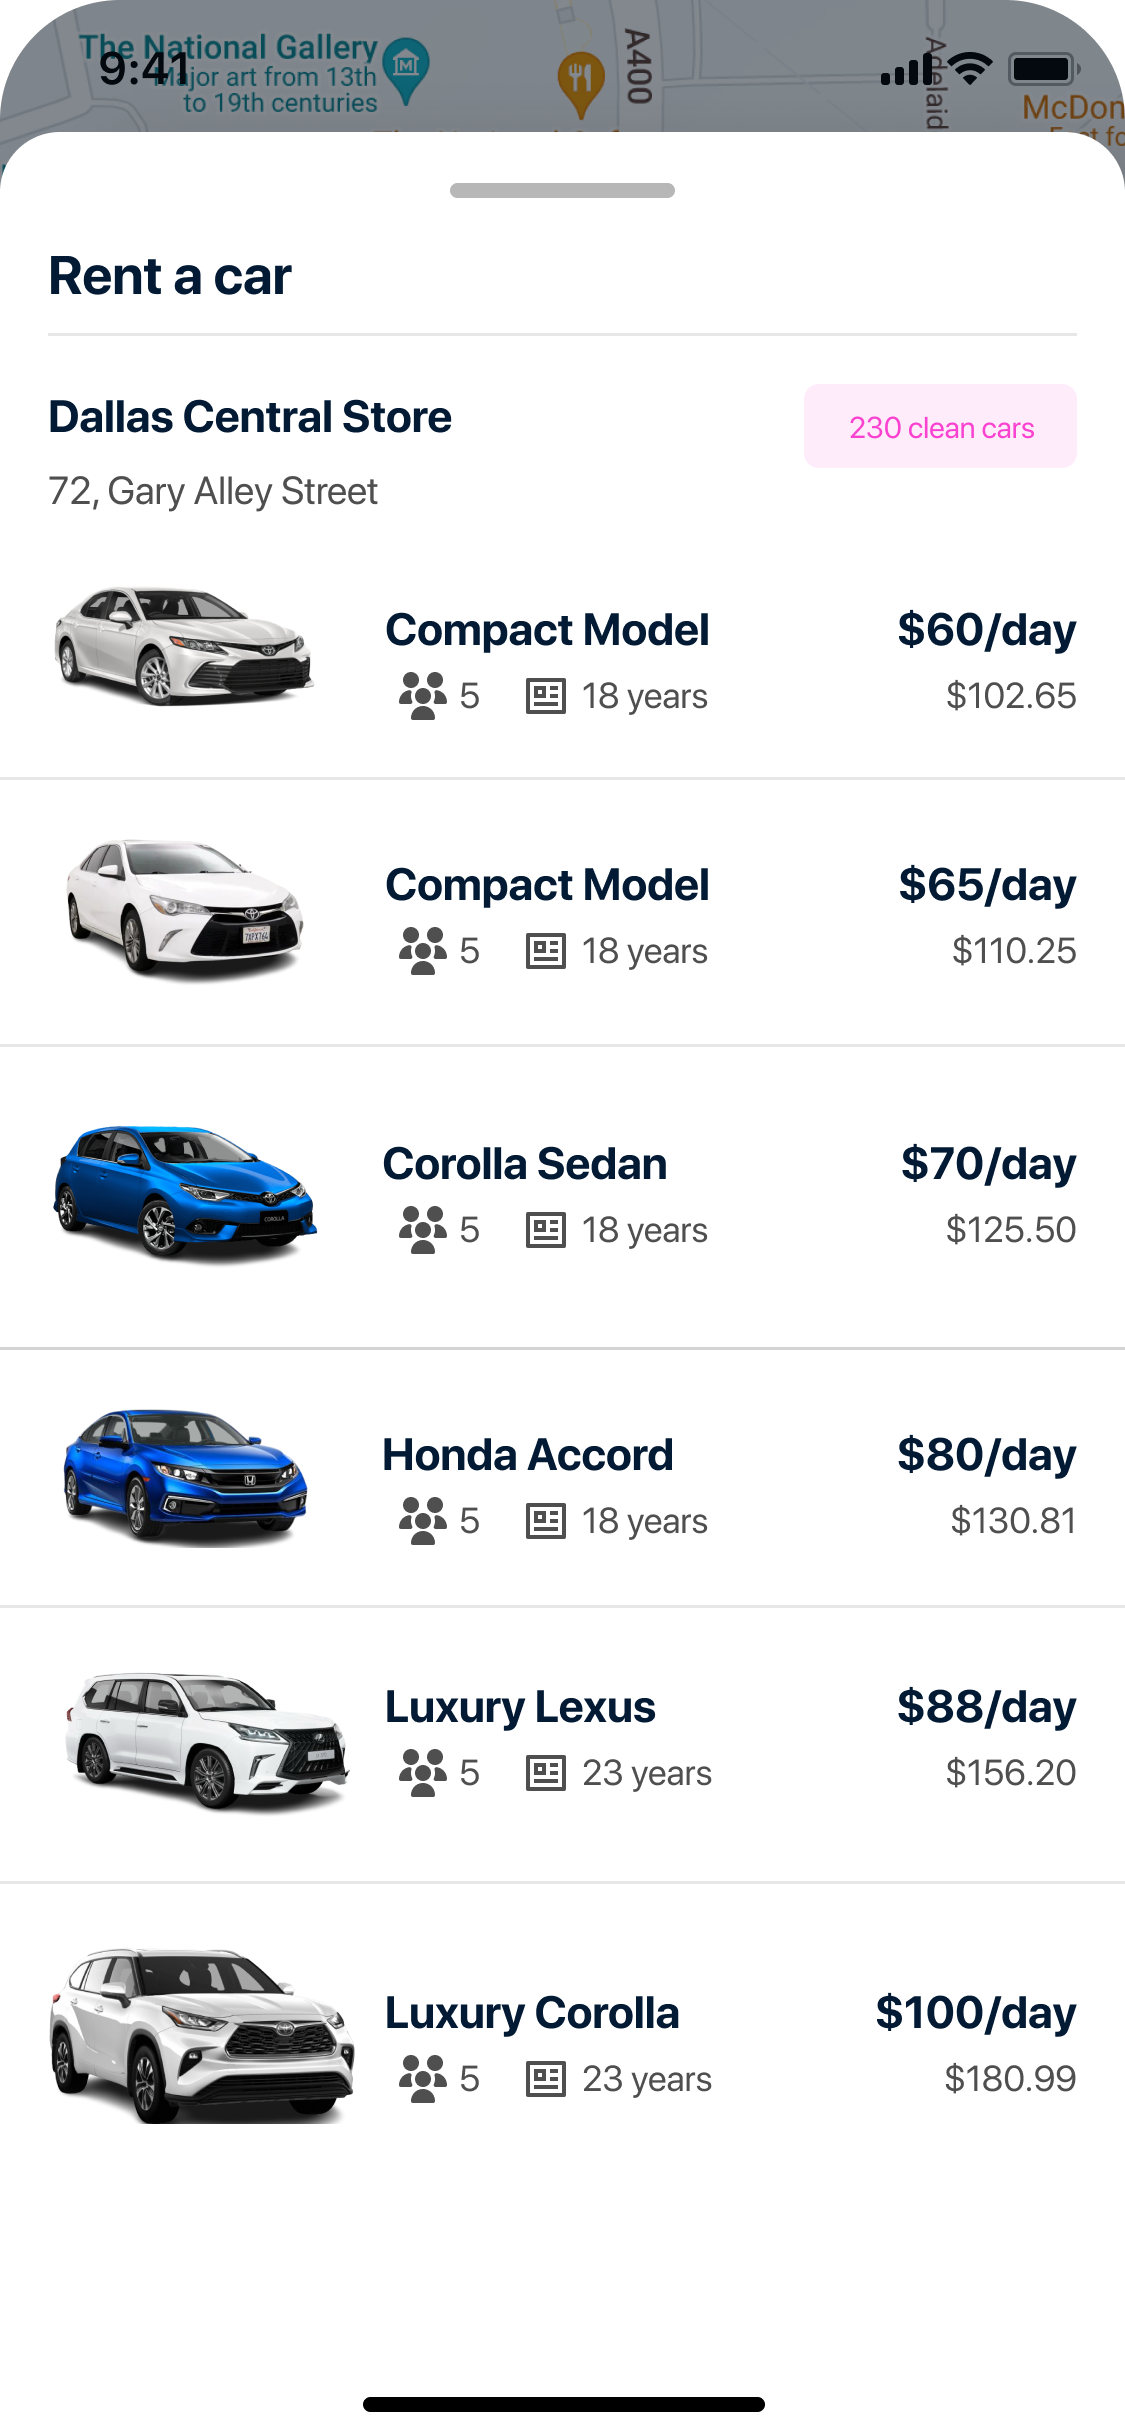 The National Gallery
Major art from 13th
to 19th centuries
9:41
A400
Adelaid
McDon
Rent a car
Dallas Central Store
230 clean cars
72, Gary Alley Street
Compact Model
$60/day
5
18 years
$102.65
Compact Model
$65/day
7XPX764
5
18 years
$110.25
Corolla Sedan
$70/day
COROLLA
5
18 years
$125.50
Honda Accord
$80/day
5
18 years
$130.81
Luxury Lexus
$88/day
5
23 years
$156.20
Luxury Corolla
$100/day
5
23 years
$180.99